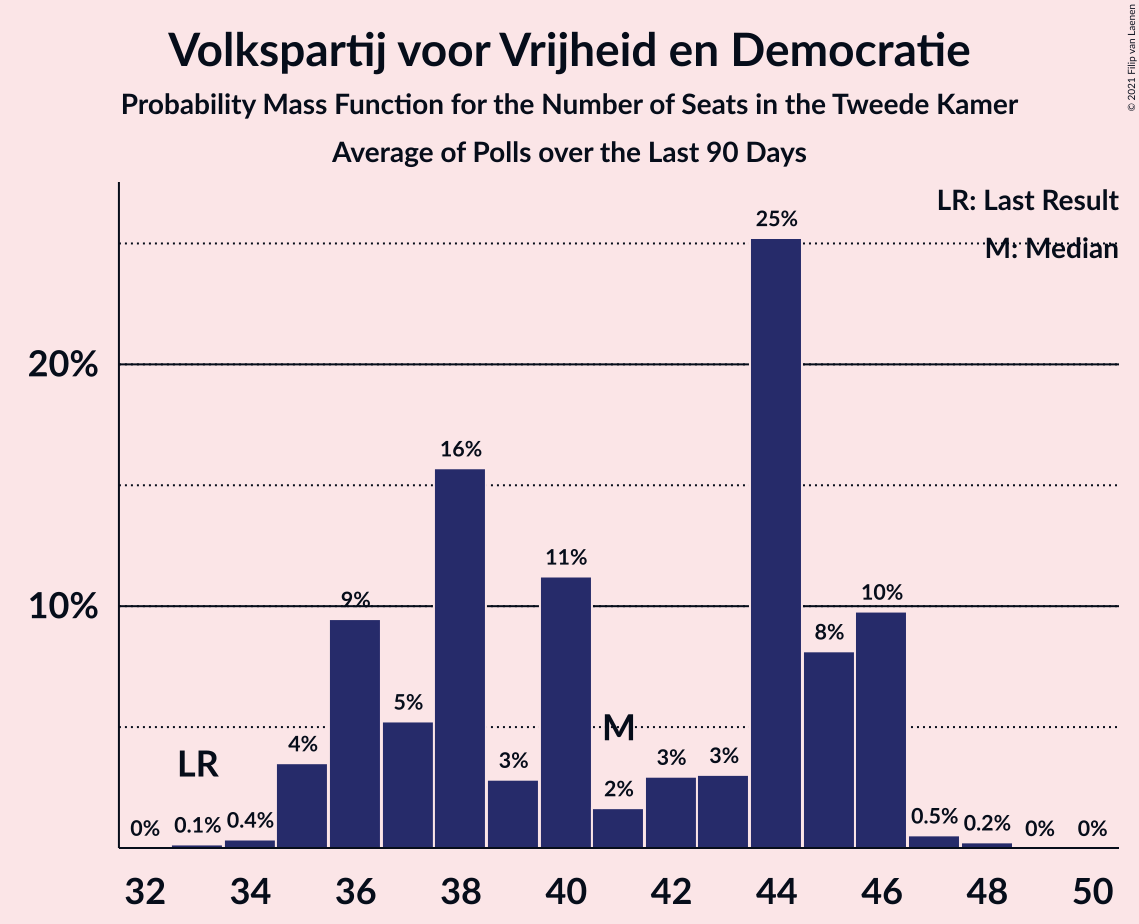 Volkspartij voor Vrijheid en Democratie
Probability Mass Function for the Number of Seats in the Tweede Kamer
Average of Polls over the Last 90 Days
© 2021 Filip van Laenen
LR: Last Result
M: Median
25%
20%
16%
11%
10%
9%
10%
8%
5%
M
4%
LR
3%
3%
3%
2%
0%
0.1%
0.4%
0.5%
0.2%
0%
0%
32 34 36 38 40 42 44 46 48 50